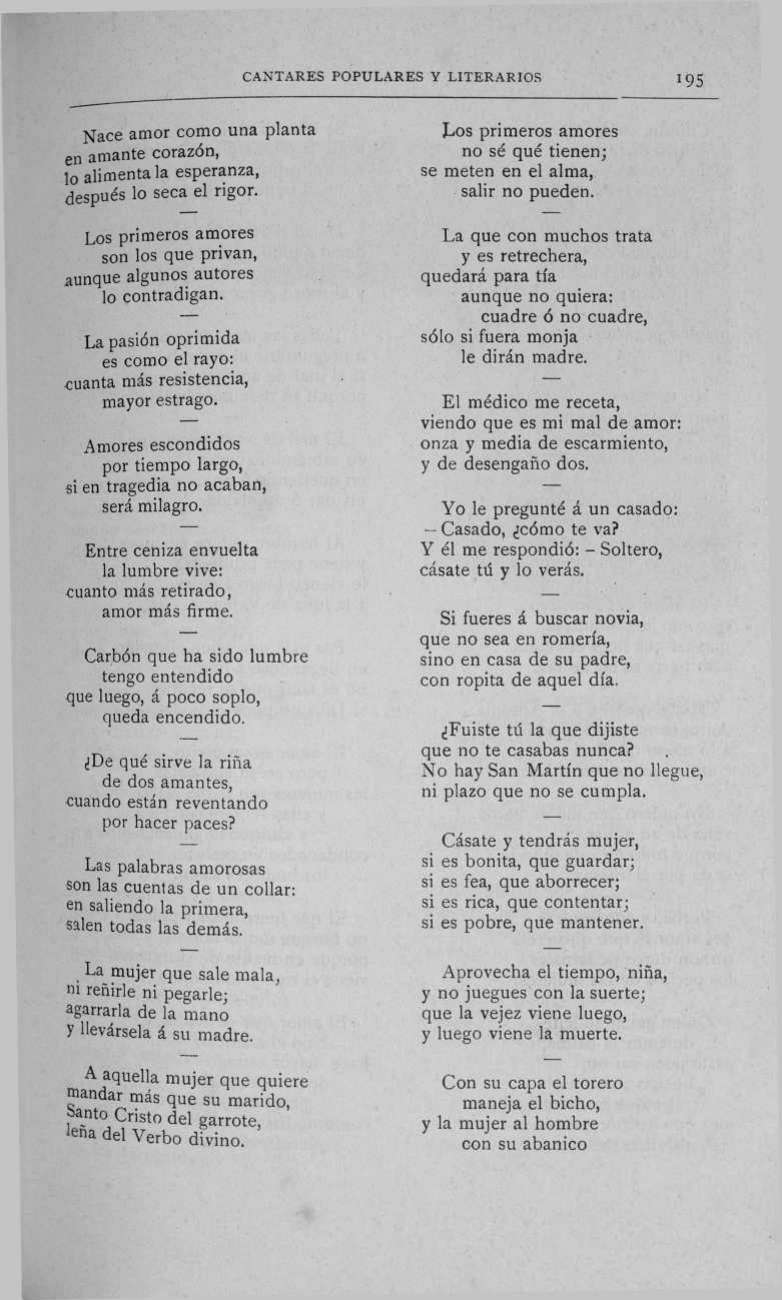 CANTARES POPULARES Y LITERARIOS 195
Nace amor como una planta
en amante corazón,
lo alimenta la esperanza,
después lo seca el rigor.
—
Los primeros amores
son los que privan,
aunque algunos autores
lo contradigan.
—
La pasión oprimida
es como el rayo:
cuanta más resistencia,
mayor estrago.
—
Amores escondidos
por tiempo largo,
si en tragedia no acaban,
será milagro.
—
Entre ceniza envuelta
la lumbre vive:
cuanto más retirado,
amor más firme.
—
Carbón que ha sido lumbre
tengo entendido
que luego, á poco soplo,
queda encendido.
—
¿De qué sirve la riña
de dos amantes,
cuando están reventando
por hacer paces?
—
Las palabras amorosas
son las cuentas de un collar:
en saliendo la primera,
salen todas las demás.
—
La mujer que sale mala,
ni reñirle ni pegarle;
agarrarla de la mano
y llevársela á su madre.
—
A aquella mujer que quiere
mandar más que su marido,
Santo Cristo del garrote,
leña del Verbo divino.
Los primeros amores
no sé qué tienen;
se meten en el alma,
salir no pueden.
—
La que con muchos trata
y es retrechera,
quedará para tía
aunque no quiera:
cuadre ó no cuadre,
sólo si fuera monja
le dirán madre.
—
El médico me receta,
viendo que es mi mal de amor:
onza y media de escarmiento,
y de desengaño dos.
—
Yo le pregunté á un casado:
— Casado, ¿cómo te va?
Y él me respondió: – Soltero,
cásate tú y lo verás.
—
Si fueres á buscar novia,
que no sea en romería,
sino en casa de su padre,
con ropita de aquel día.
—
¿Fuiste tú la que dijiste
que no te casabas nunca?
No hay San Martín que no llegue,
ni plazo que no se cumpla.
—
Cásate y tendrás mujer,
si es bonita, que guardar;
si es fea, que aborrecer;
si es rica, que contentar;
si es pobre, que mantener.
—
Aprovecha el tiempo, niña,
y no juegues con la suerte;
que la vejez viene luego,
y luego viene la muerte.
—
Con su capa el torero
maneja el bicho,
y la mujer al hombre
con su abanico